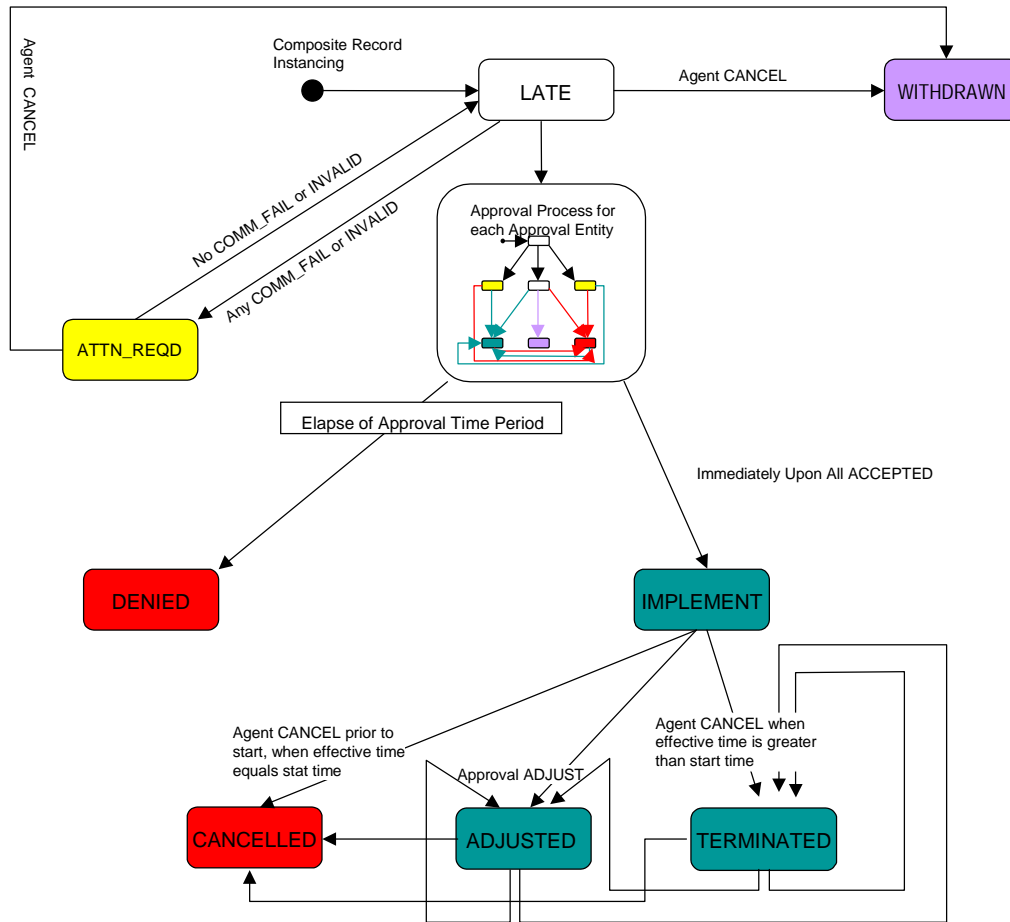 Composite Record
Instancing
Agent CANCEL
LATE
Agent CANCEL
WITHDRAWN
No COMM_FAIL or INVALID
Any COMM_FAIL or INVALID
Approval Process for
each Approval Entity
ATTN_REQD
Elapse of Approval Time Period
Immediately Upon All ACCEPTED
DENIED
IMPLEMENT
Agent CANCEL prior to
start, when effective time
equals stat time
Approval ADJUST
Agent CANCEL when
effective time is greater
than start time
CANCELLED
ADJUSTED
TERMINATED